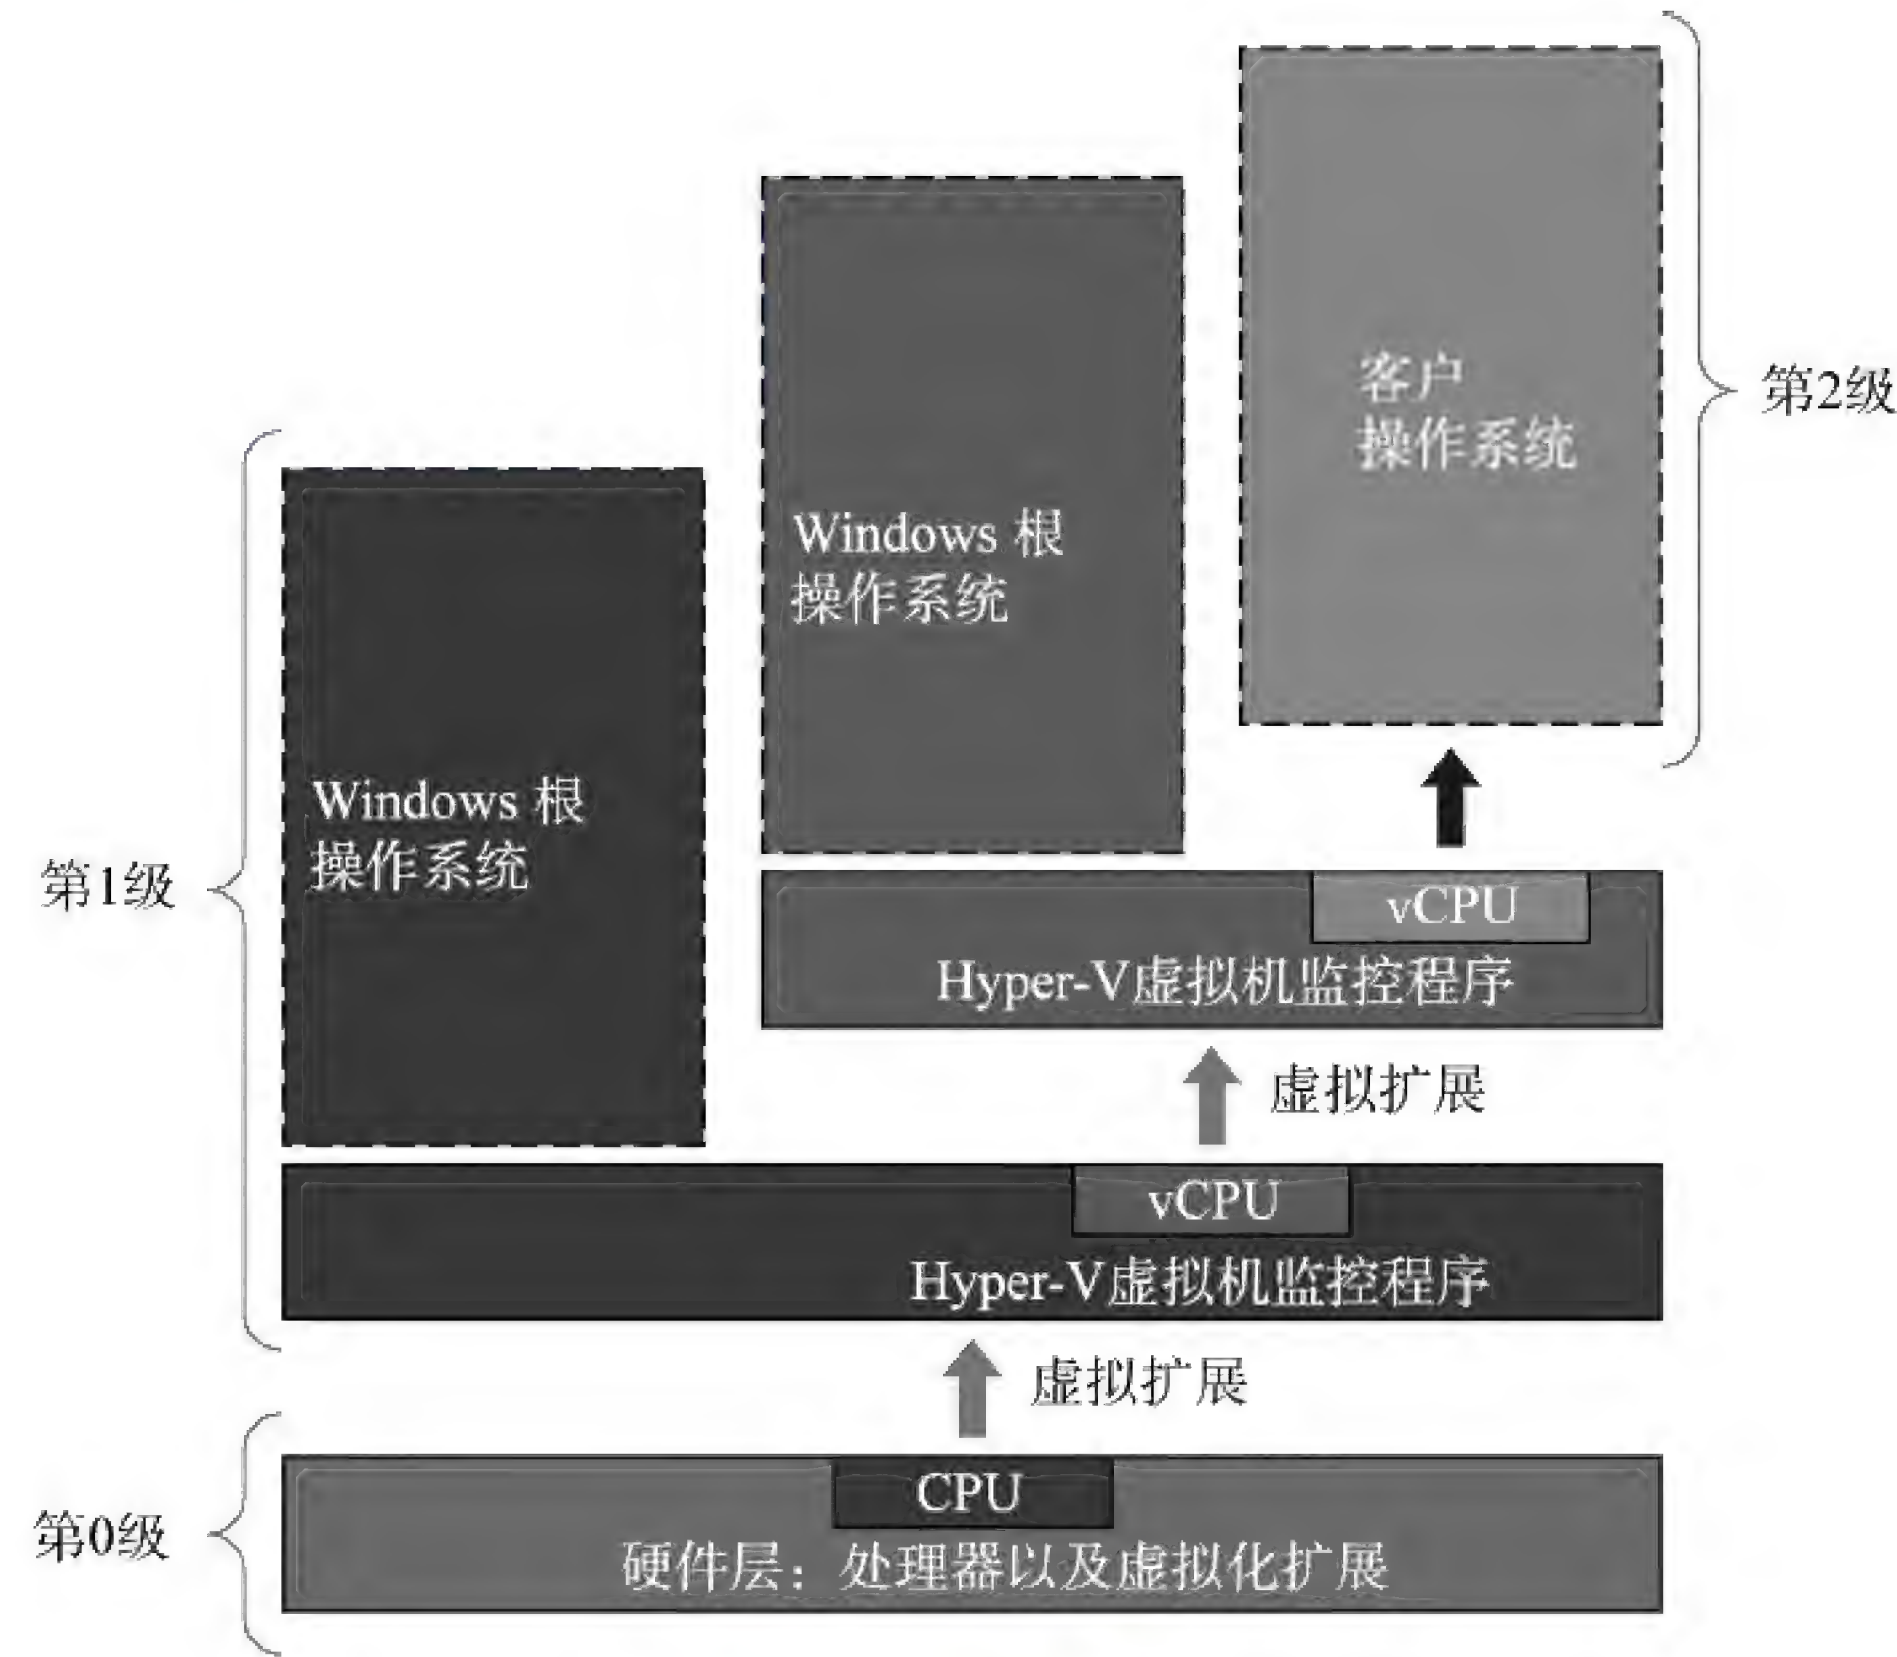 客户
操作系统
第2级
Windows 根
操作系统
Windows 根
操作系统
第1级
vCPU
Hyper-V虚拟机监控程序
虚拟扩展
vCPU
Hyper-V虚拟机监控程序
虚拟扩展
CPU
第0级
硬件层：处理器以及虚拟化扩展